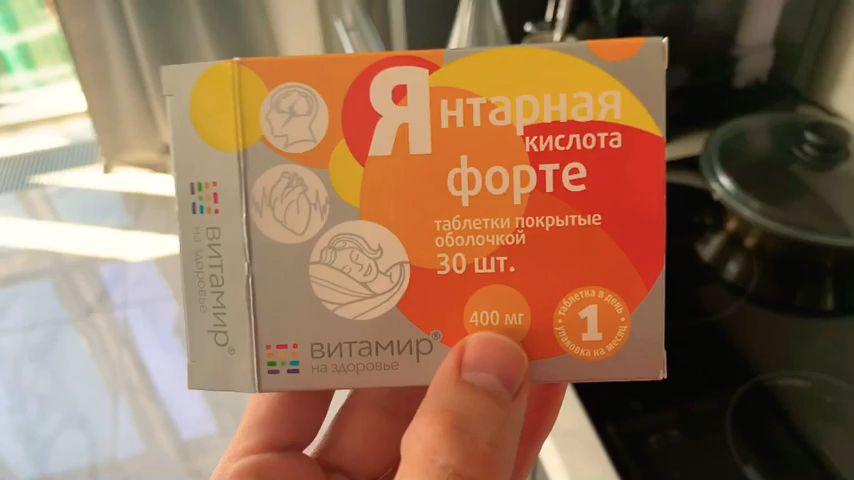 Янтарная
кислота
форте
таблетки покрытые
оболочкой
30 шт.
400 мг
таблетка в день •
1
упаковка на месяц •
витамир®
на здоровье
витамир®
на здоровье